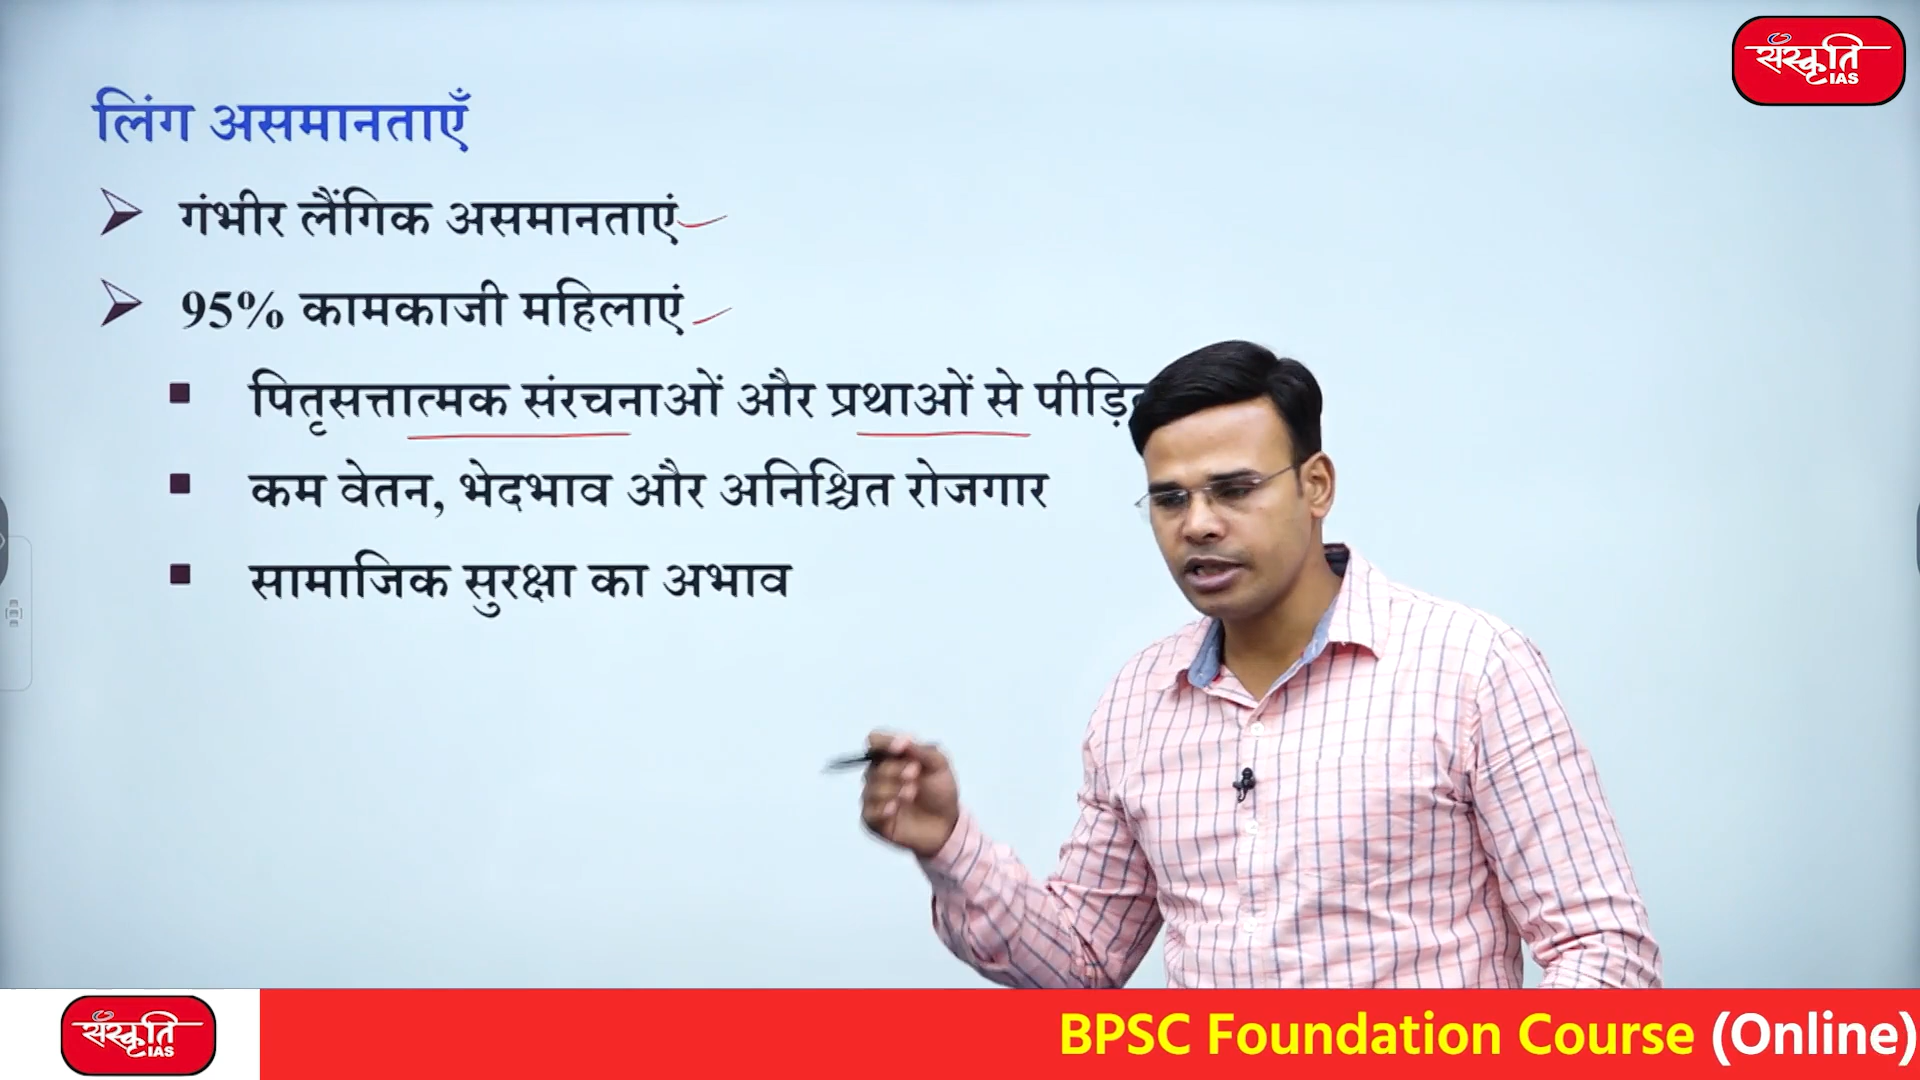 संस्कृति
IAS
लिंग असमानताएँ
गंभीर लैंगिक असमानताएं
95% कामकाजी महिलाएं
पितृसत्तात्मक संरचनाओं और प्रथाओं से
कम वेतन, भेदभाव और अनिश्चित रोजगार
सामाजिक सुरक्षा का अभाव
संस्कृति
IAS
BPSC Foundation Course (Online)